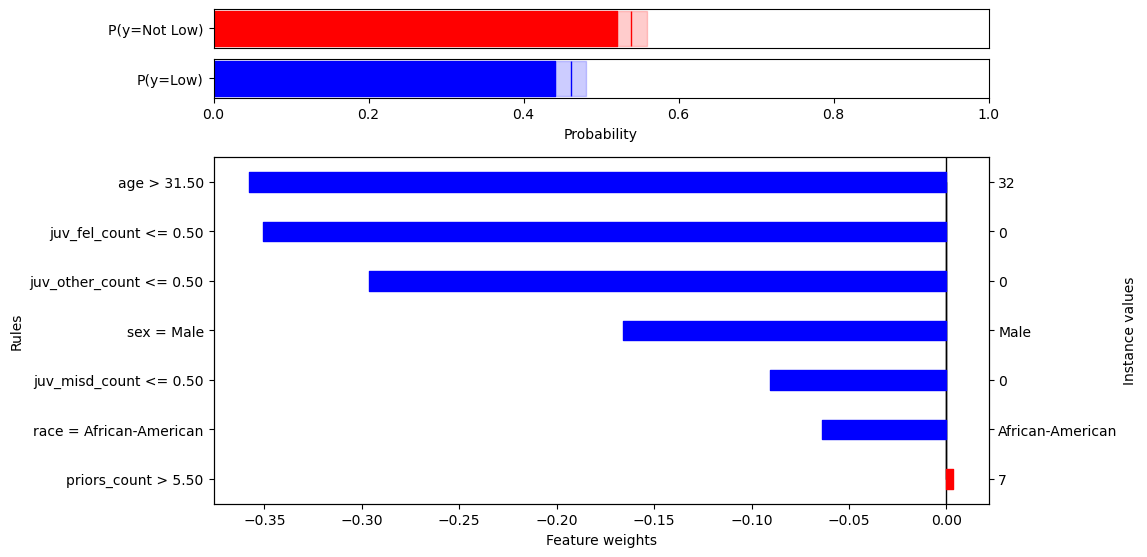 P(y=Not Low)
P(y=Low)
0.0 0.2 0.4 0.6 0.8 1.0
Probability
Rules
age > 31.50 32
juv_fel_count <= 0.50 0
juv_other_count <= 0.50 0
sex = Male Male
juv_misd_count <= 0.50 0
race = African-American African-American
priors_count > 5.50 7
Instance values
−0.35 −0.30 −0.25 −0.20 −0.15 −0.10 −0.05 0.00
Feature weights